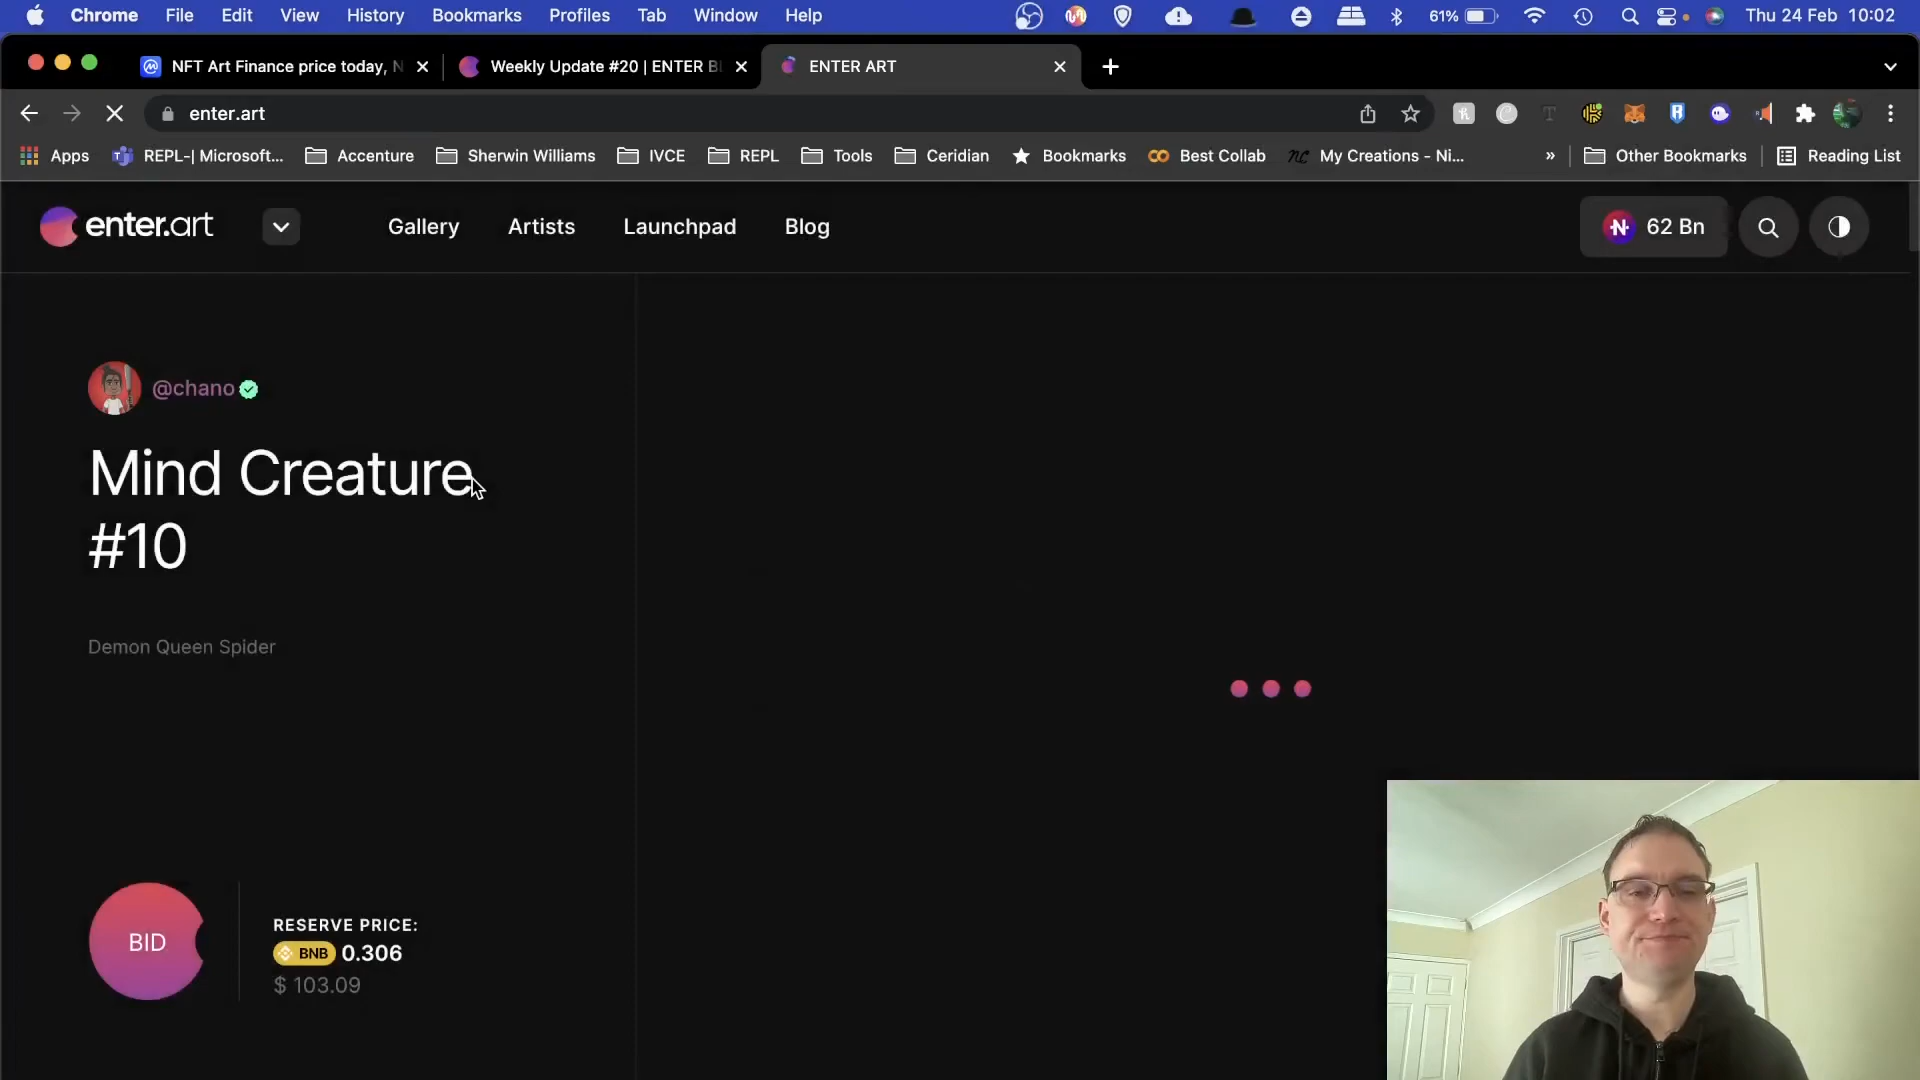 Chrome File Edit View History Bookmarks Profiles Tab Window Help 61% Thu 24 Feb 10:02
NFT Art Finance price today, N Weekly Update #20 | ENTER B ENTER ART
enter.art
Apps REPL-| Microsoft... Accenture Sherwin Williams IVCE REPL Tools Ceridian Bookmarks Best Collab My Creations - Ni... » Other Bookmarks Reading List
enter.art Gallery Artists Launchpad Blog N 62 Bn
@chano
Mind Creature
#10
Demon Queen Spider
BID
RESERVE PRICE:
BNB 0.306
$ 103.09